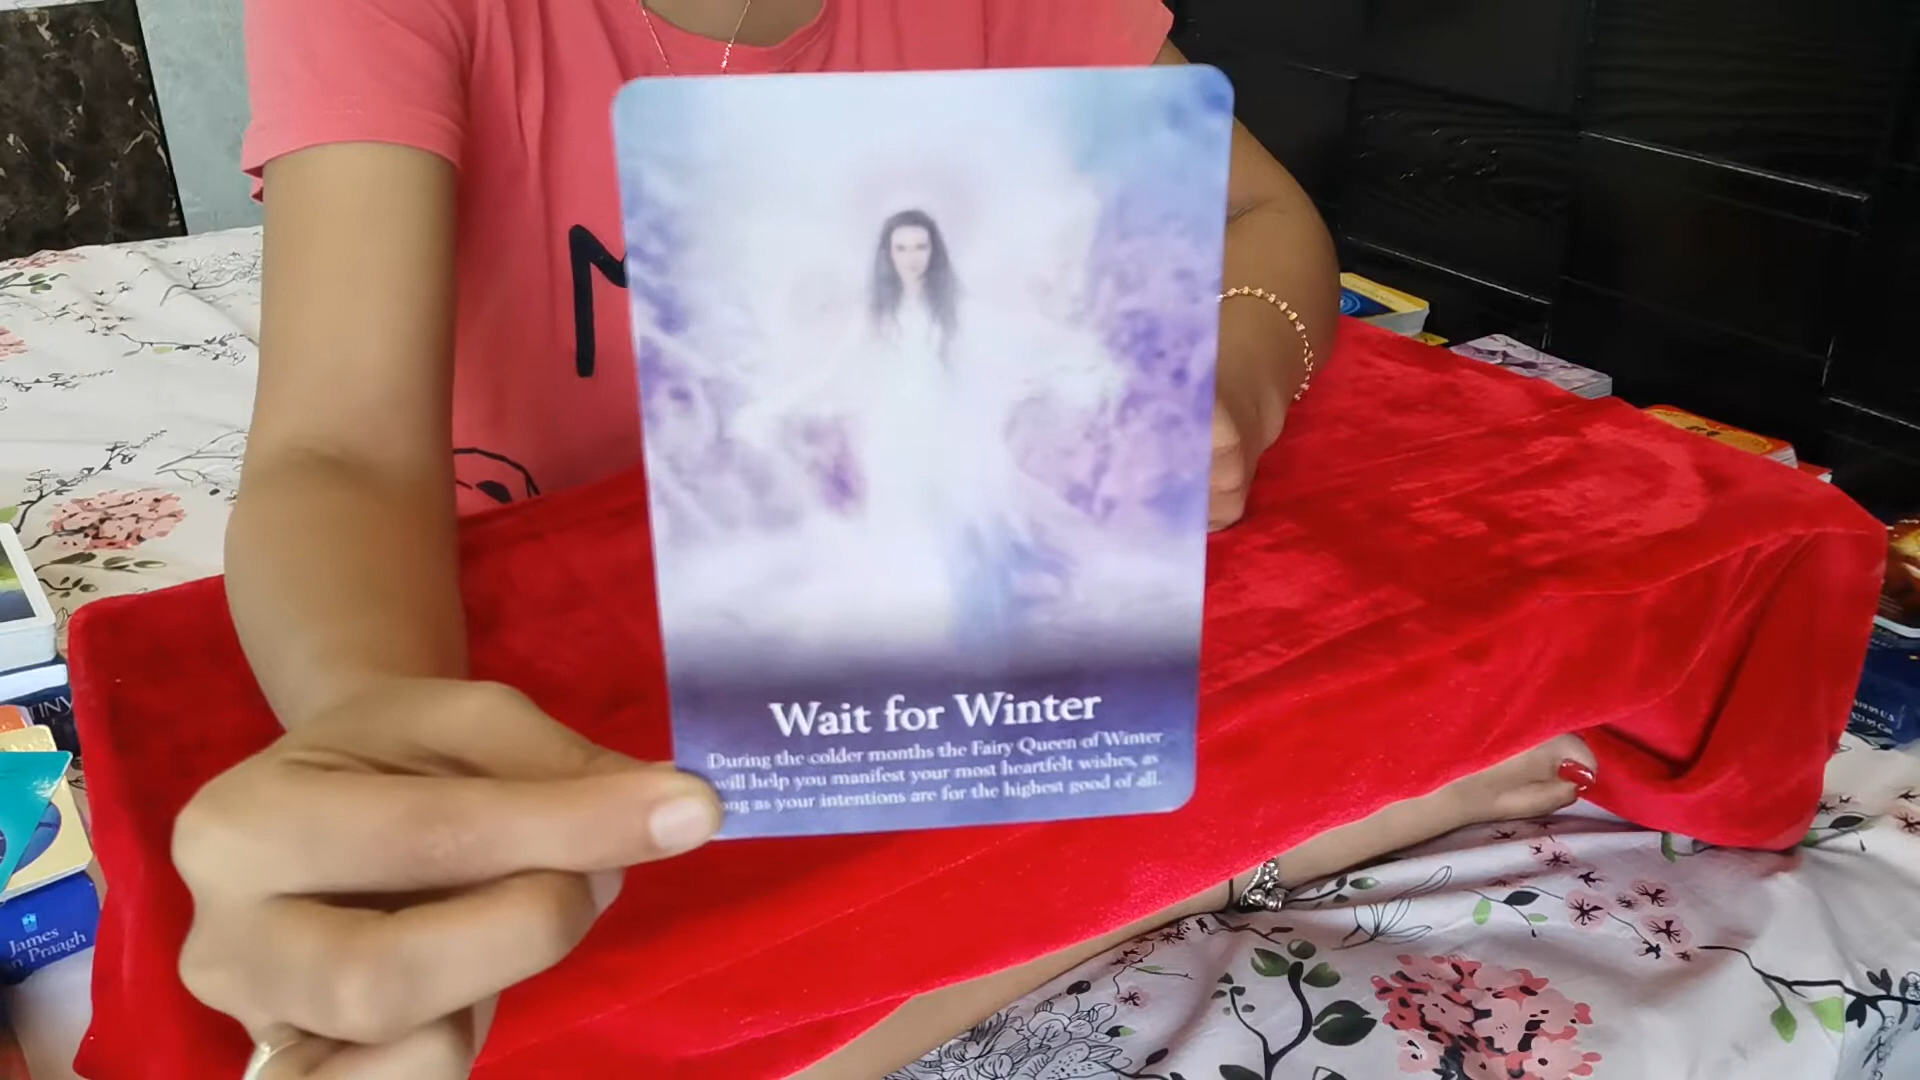 Wait for Winter
During the colder months the Fairy Queen of Winter
will help you manifest your most heartfelt wishes, as
ong as your intentions are for the highest good of all.
James
n Praagh